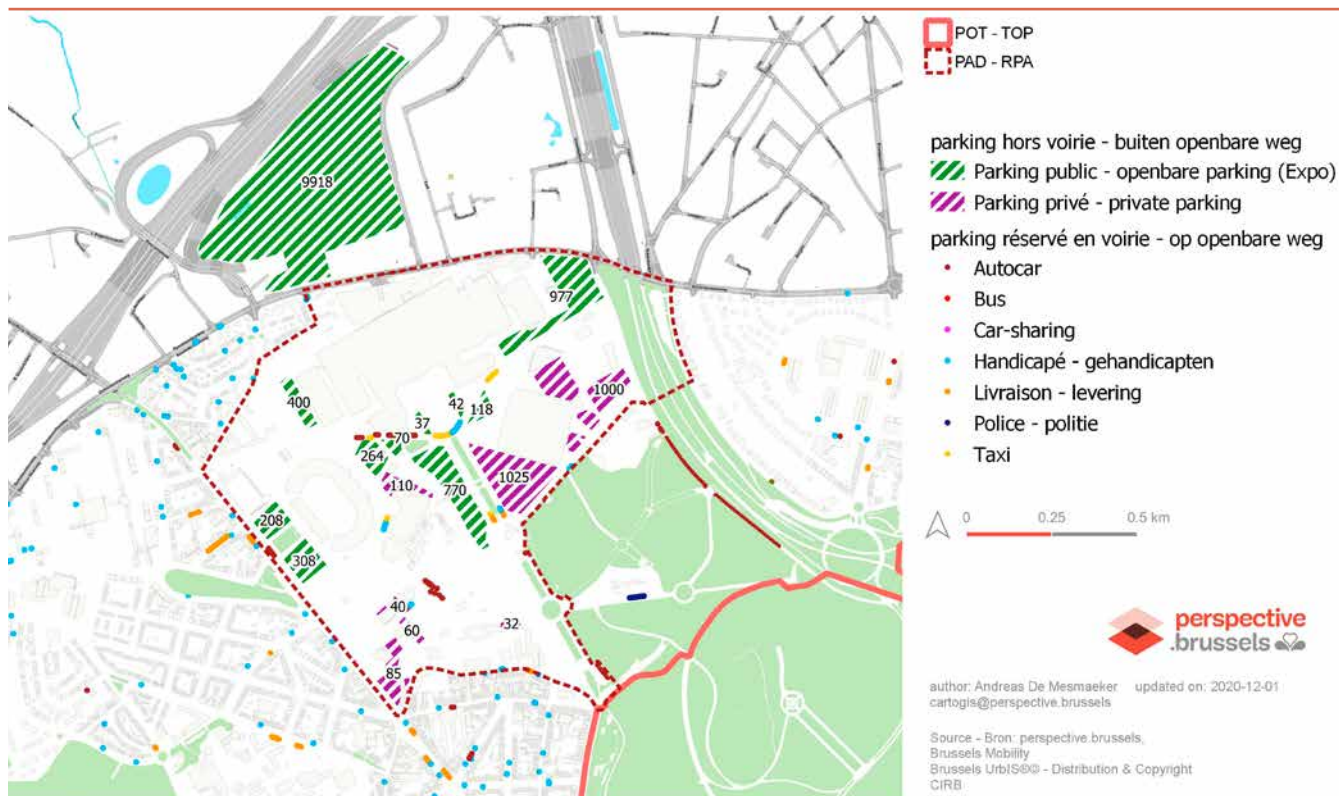 POT - TOP
PAD - RPA
parking hors voirie - buiten openbare weg
Parking public - openbare parking (Expo)
Parking privé - private parking
parking réservé en voirie - op openbare weg
Autocar
Bus
Car-sharing
Handicapé - gehandicapten
Livraison - levering
Police - politie
Taxi
0 0.25 0.5 km
perspective
.brussels
author: Andreas De Mesmaeker updated on: 2020-12-01
cartogis@perspective.brussels
Source - Bron: perspective.brussels,
Brussels Mobility
Brussels UrbIS®© - Distribution & Copyright
CIRB
9918
977
1000
400
42
118
37
70
264
110
770
1025
208
308
40
60
32
85